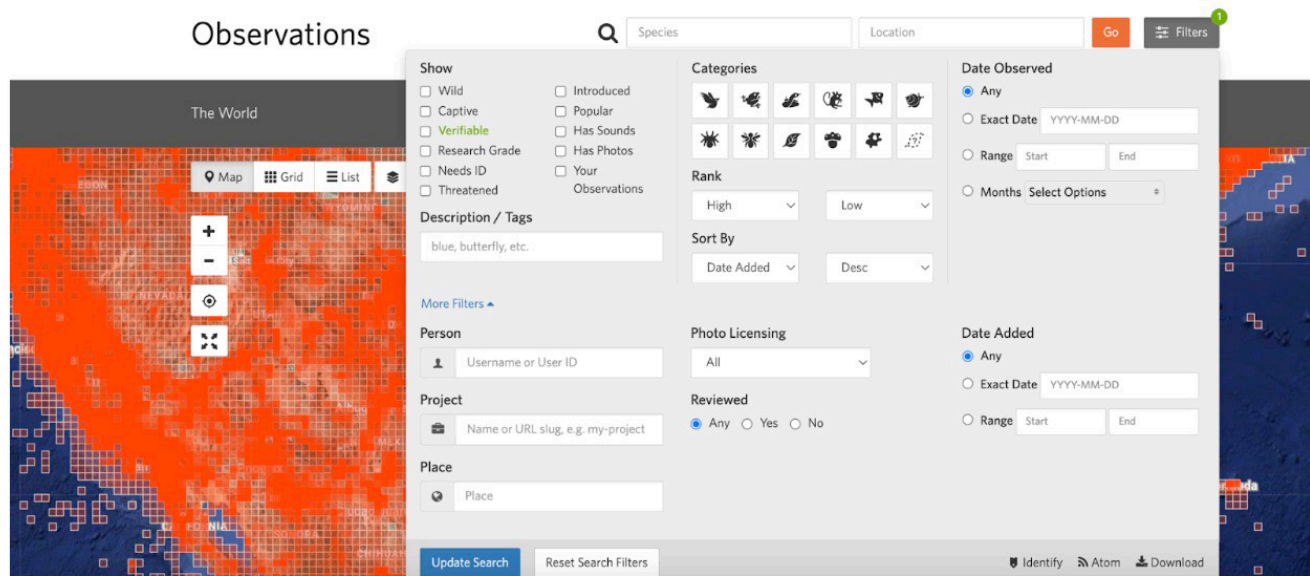 Observations
Species
Location
Go
Filters
1
The World
Map
Grid
List
Show
Wild
Captive
Verifiable
Research Grade
Needs ID
Threatened
Introduced
Popular
Has Sounds
Has Photos
Your
Observations
Description / Tags
blue, butterfly, etc.
Categories
Rank
High
Low
Sort By
Date Added
Desc
Date Observed
Any
Exact Date YYYY-MM-DD
Range Start End
Months Select Options
More Filters
Person
Username or User ID
Project
Name or URL slug, e.g. my-project
Place
Place
Photo Licensing
All
Reviewed
Any Yes No
Date Added
Any
Exact Date YYYY-MM-DD
Range Start End
Update Search
Reset Search Filters
Identify
Atom
Download
NEVADA
SONORA